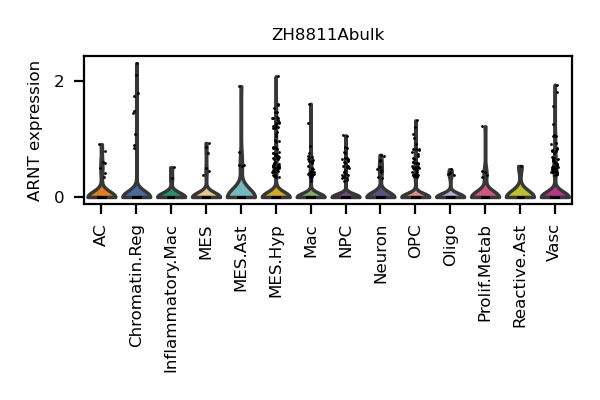 ZH8811Abulk
ARNT expression
2
0
AC
Chromatin.Reg
Inflammatory.Mac
MES
MES.Ast
MES.Hyp
Mac
NPC
Neuron
OPC
Oligo
Prolif.Metab
Reactive.Ast
Vasc